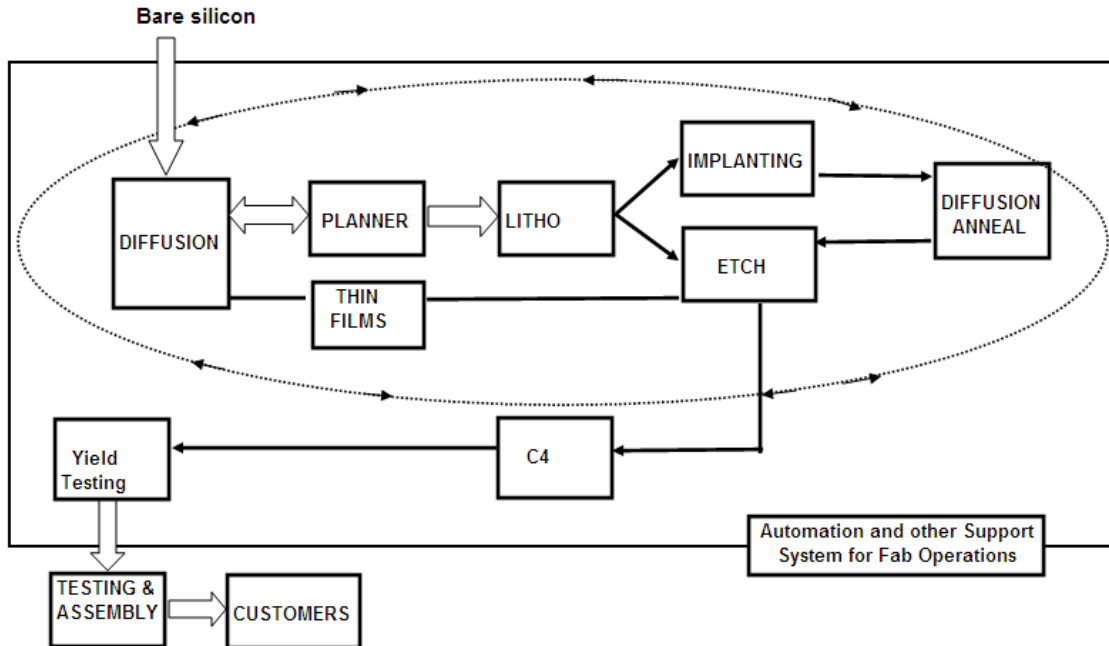 Bare silicon
IMPLANTING
DIFFUSION
ANNEAL
DIFFUSION
PLANNER
LITHO
ETCH
THIN
FILMS
C4
Yield
Testing
Automation and other Support
System for Fab Operations
TESTING &
ASSEMBLY
CUSTOMERS